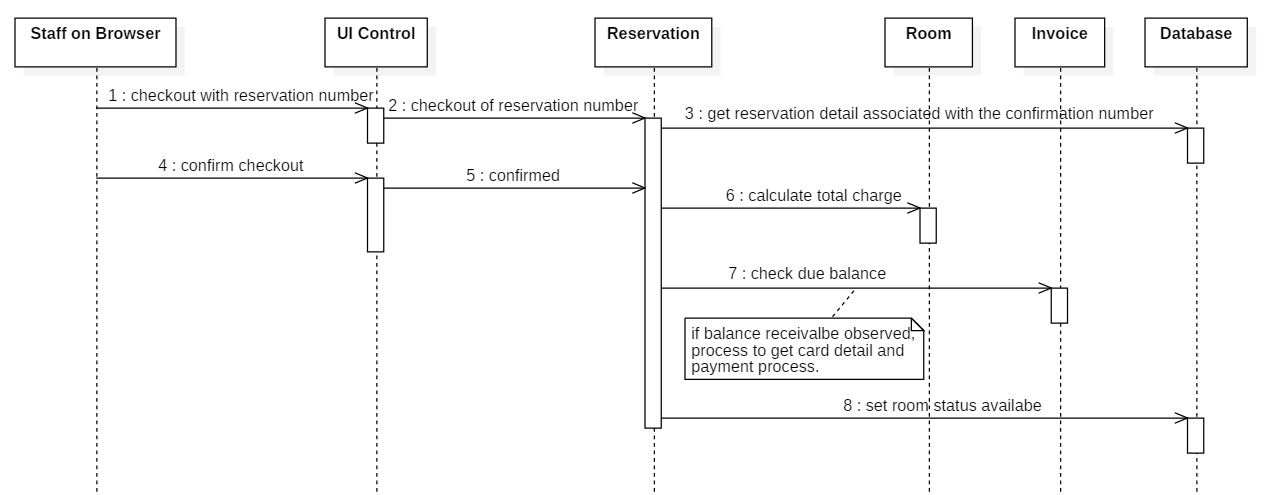 Staff on Browser
UI Control
Reservation
Room
Invoice
Database
1 : checkout with reservation number
2 : checkout of reservation number
3 : get reservation detail associated with the confirmation number
4 : confirm checkout
5 : confirmed
6 : calculate total charge
7 : check due balance
if balance receivalbe observed,
process to get card detail and
payment process.
8 : set room status availabe